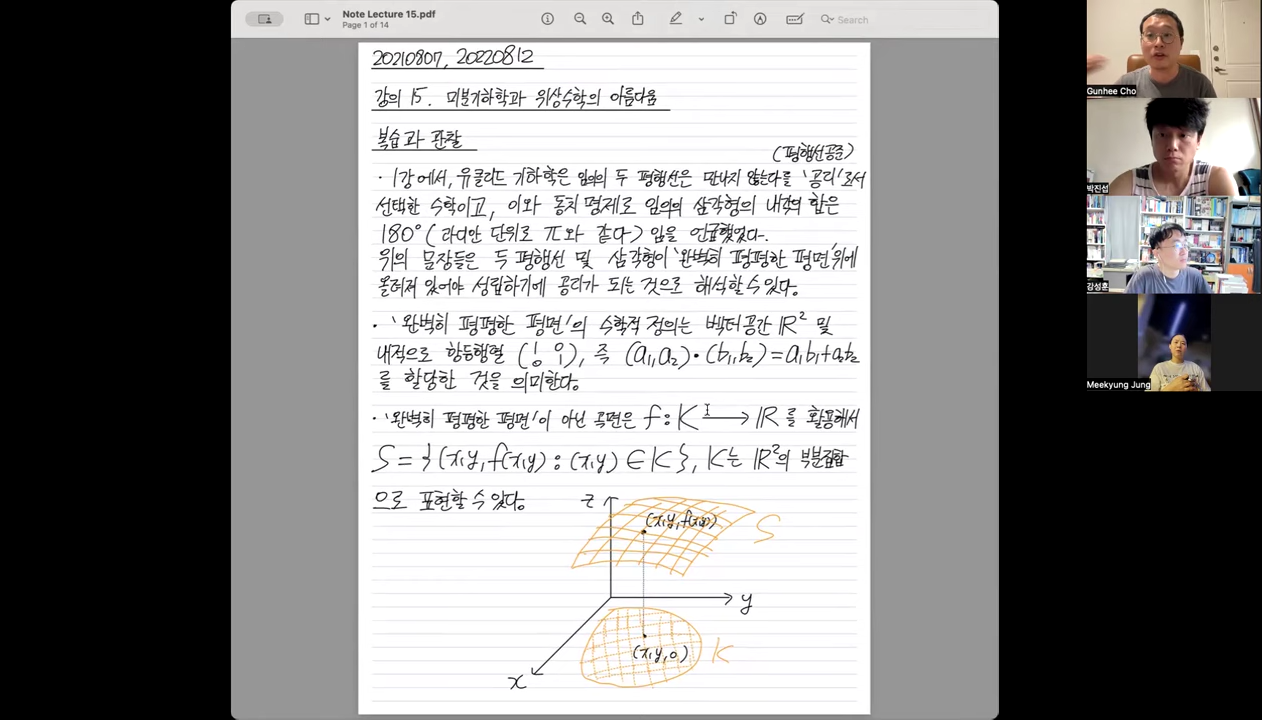 Note Lecture 15.pdf
Page 1 of 14
Search
20210807, 20220812
강의 15. 미분기하학과 위상수학의 아름다움
복습과 관찰
(평행선공준)
· 1강에서, 유클리드 기하학은 임의의 두 평행선은 만나지 않는다를 '공리'로서
선택한 수학이고, 이와 동치 명제로 임의의 삼각형의 내각의 합은
180° (라디안 단위로 π와 같다) 임을 언급했었다.
위의 문장들은 두 평행선 및 삼각형이 '완벽히 평평한 평면'위에
올려져 있어야 성립하기에 공리가 되는 것으로 해석할 수 있다.
· '완벽히 평평한 평면'의 수학적 정의는 벡터공간 ℝ² 및
내적으로 항등행렬 (1 0 0 1), 즉 (a₁,a₂)·(b₁,b₂)=a₁b₁+a₂b₂
를 할당한 것을 의미한다.
· '완벽히 평평한 평면'이 아닌 곡면은 f : K → ℝ 를 활용해서
S = {(x,y,f(x,y) : (x,y) ∈ K}, K는 ℝ²의 부분집합
으로 표현할 수 있다.
z
(x,y,f(x,y))
S
y
(x,y,0)
K
x
Gunhee Cho
박진섭
강성훈
Meekyung Jung